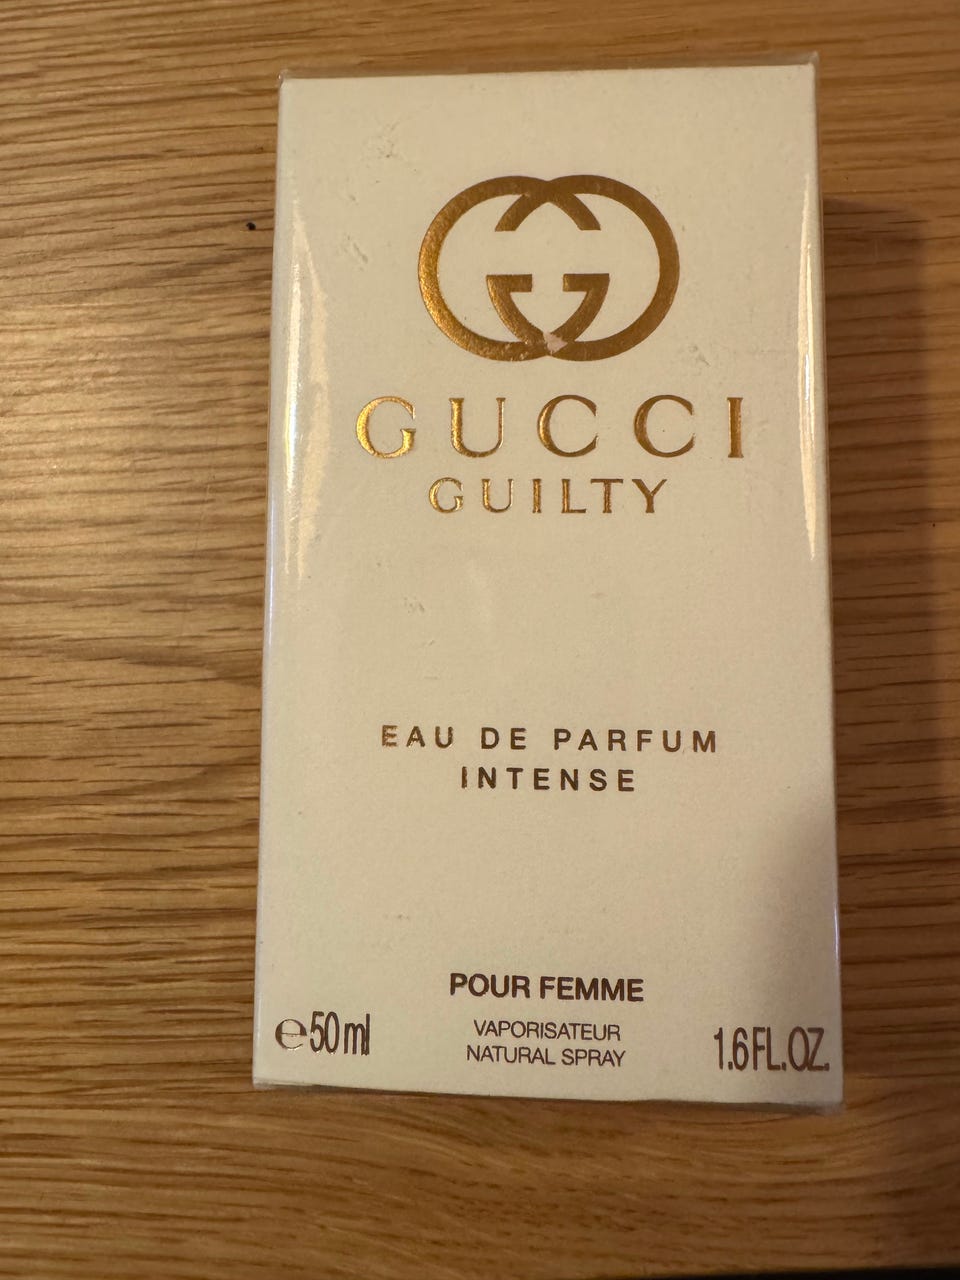 GUCCI
GUILTY
EAU DE PARFUM
INTENSE
POUR FEMME
VAPORISATEUR
NATURAL SPRAY
℮50ml
1.6FL.OZ.